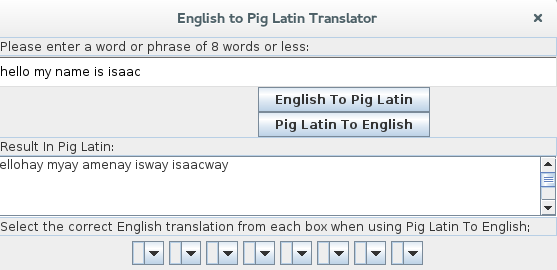 English to Pig Latin Translator
Please enter a word or phrase of 8 words or less:
hello my name is isaac
English To Pig Latin
Pig Latin To English
Result In Pig Latin:
ellohay myay amenay isway isaacway
Select the correct English translation from each box when using Pig Latin To English;